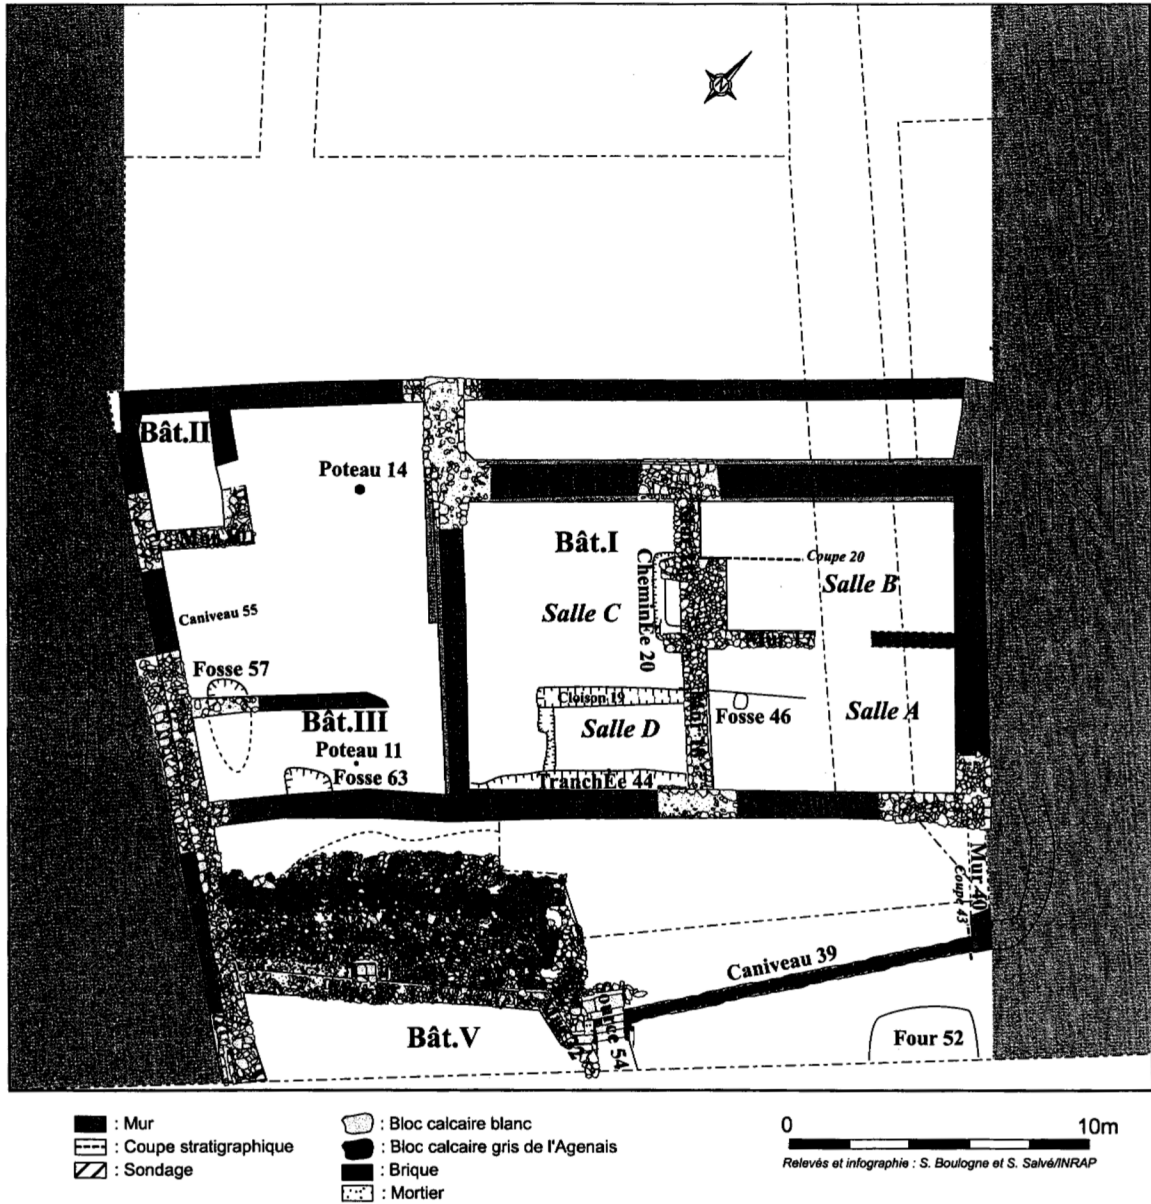 N
Bât.II
Poteau 14
Bât.I
Coupe 20
Salle B
CheminÉe 20
Salle C
Caniveau 55
Mur 17
Fosse 57
Cloison 19
Bât.III
Salle D
Fosse 46
Salle A
Poteau 11
Fosse 63
TranchÉe 44
Mur 40
Coupe 43
Caniveau 39
Bât.V
54
Four 52
: Mur
: Coupe stratigraphique
: Sondage
: Bloc calcaire blanc
: Bloc calcaire gris de l'Agenais
: Brique
: Mortier
0 10m
Relevés et infographie : S. Boulogne et S. Salvé/INRAP